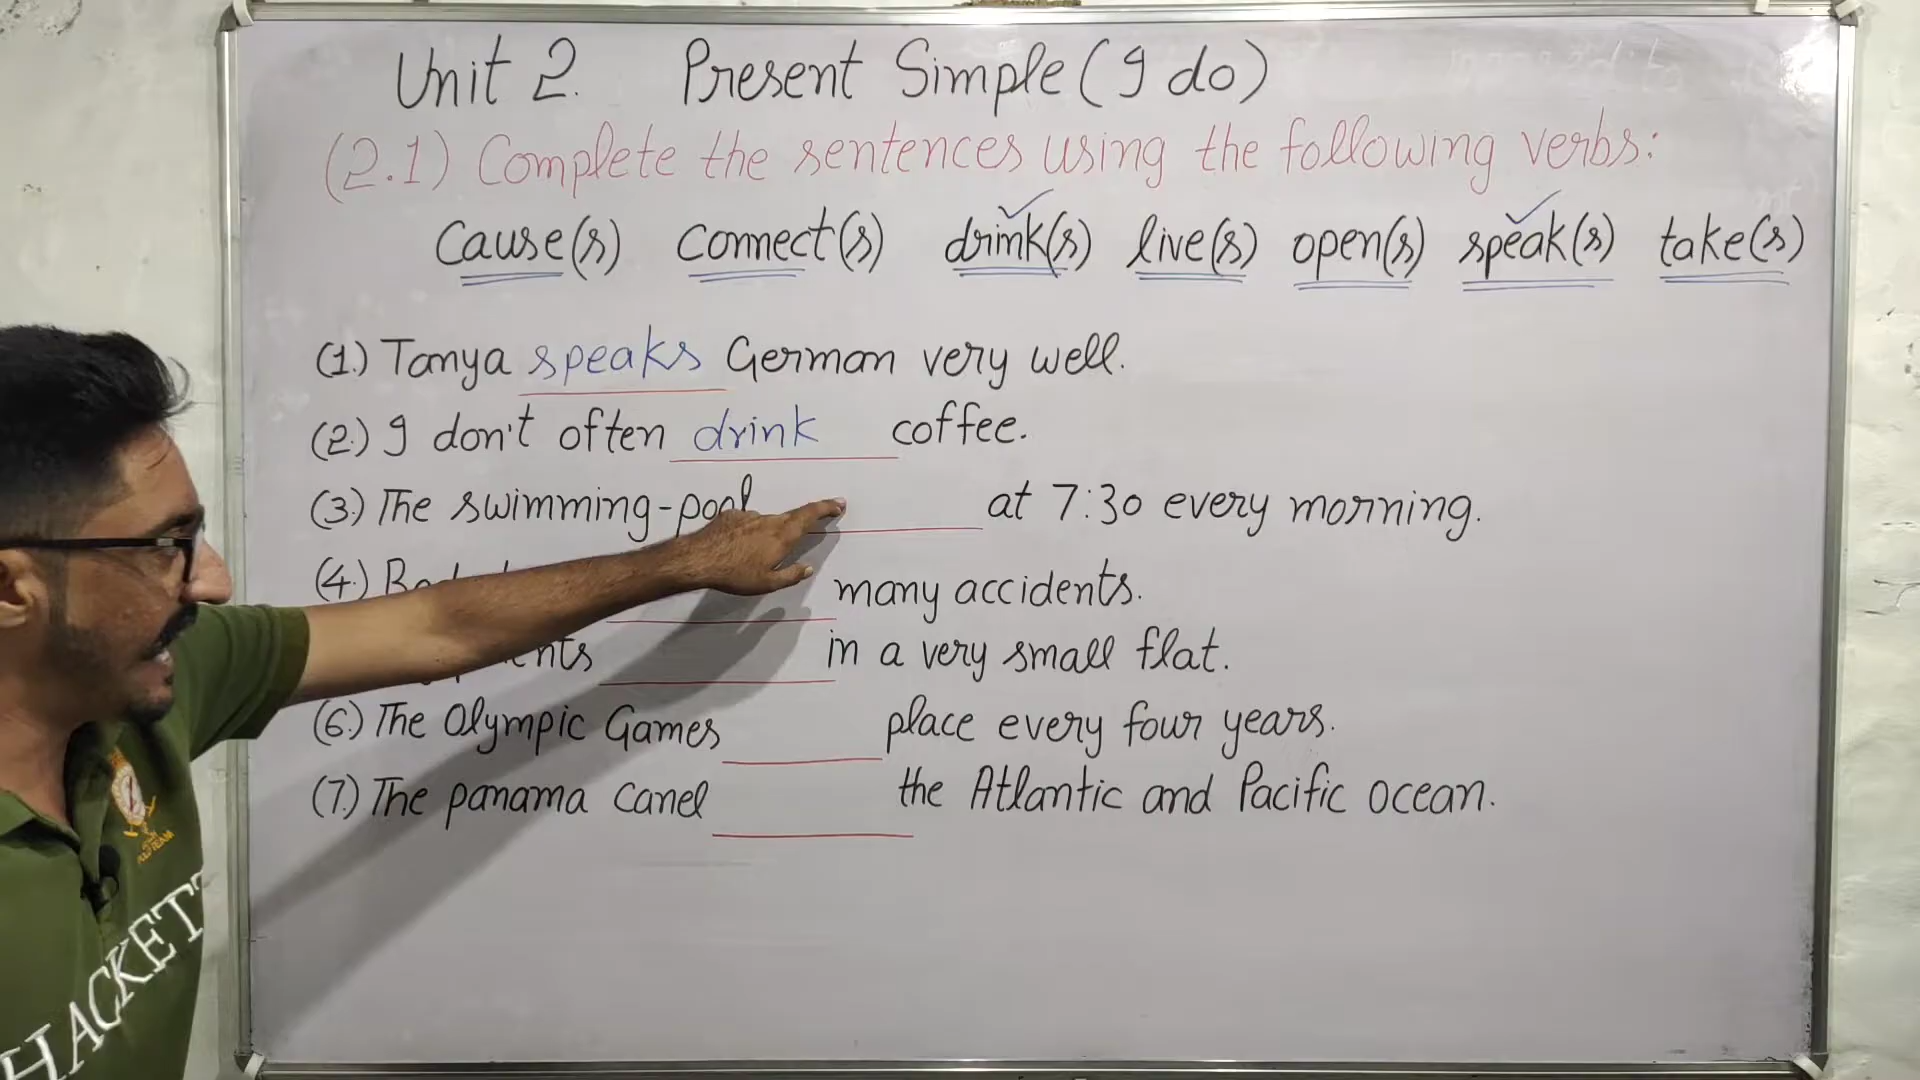 Unit 2. Present Simple (I do)
(2.1) Complete the sentences using the following verbs:
Cause(s) connect(s) drink(s) live(s) open(s) speak(s) take(s)
(1.) Tanya speaks German very well.
(2.) I don't often drink coffee.
(3.) The swimming-pool at 7:30 every morning.
(4.) many accidents.
in a very small flat.
(6.) The Olympic Games place every four years.
(7.) The panama canel the Atlantic and Pacific ocean.
HACKETT